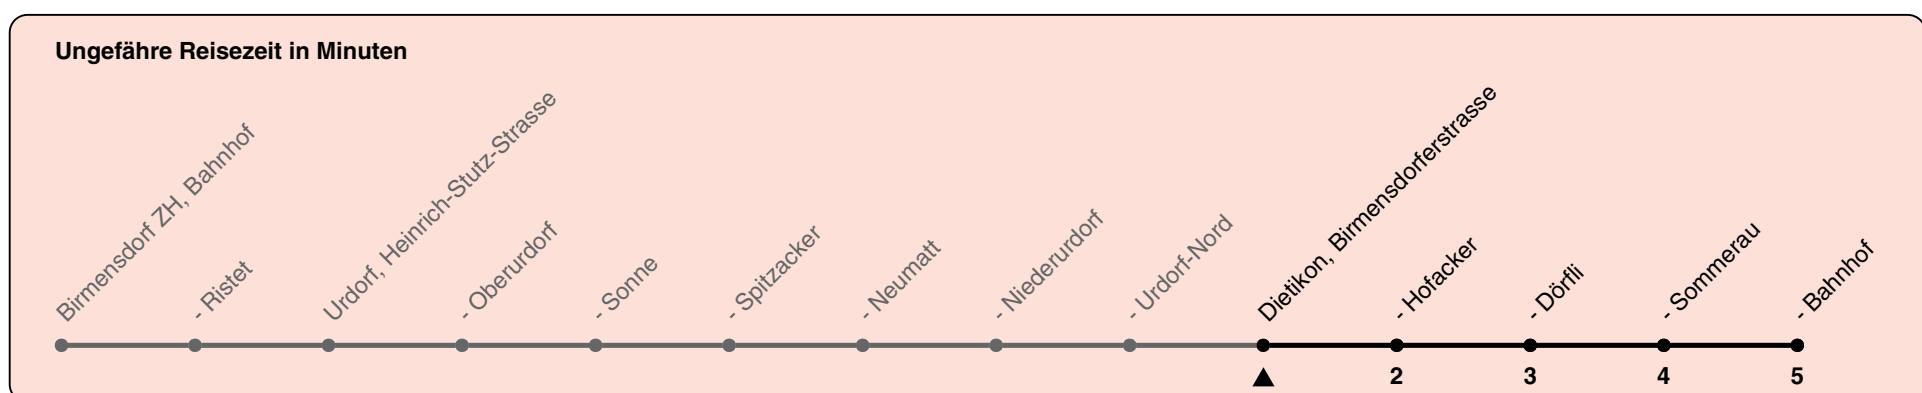 Ungefähre Reisezeit in Minuten
Birmensdorf ZH, Bahnhof
- Ristet
Urdorf, Heinrich-Stutz-Strasse
- Oberurdorf
- Sonne
- Spitzacker
- Neumatt
- Niederurdorf
- Urdorf-Nord
Dietikon, Birmensdorferstrasse
- Hofacker
- Dörfli
- Sommerau
- Bahnhof
2 3 4 5